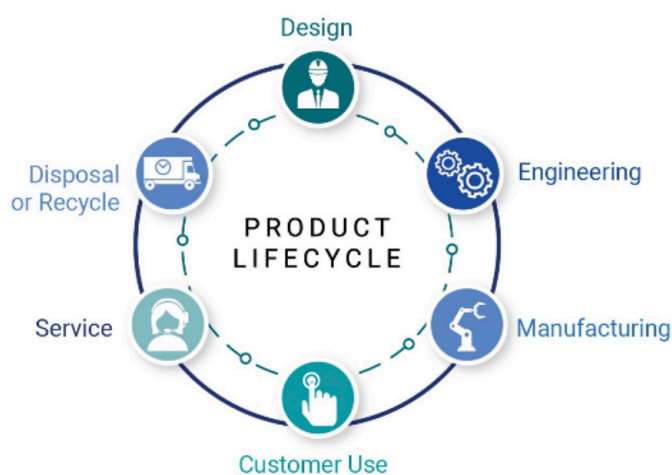 Design
Engineering
Manufacturing
Customer Use
Service
Disposal
or Recycle
PRODUCT
LIFECYCLE